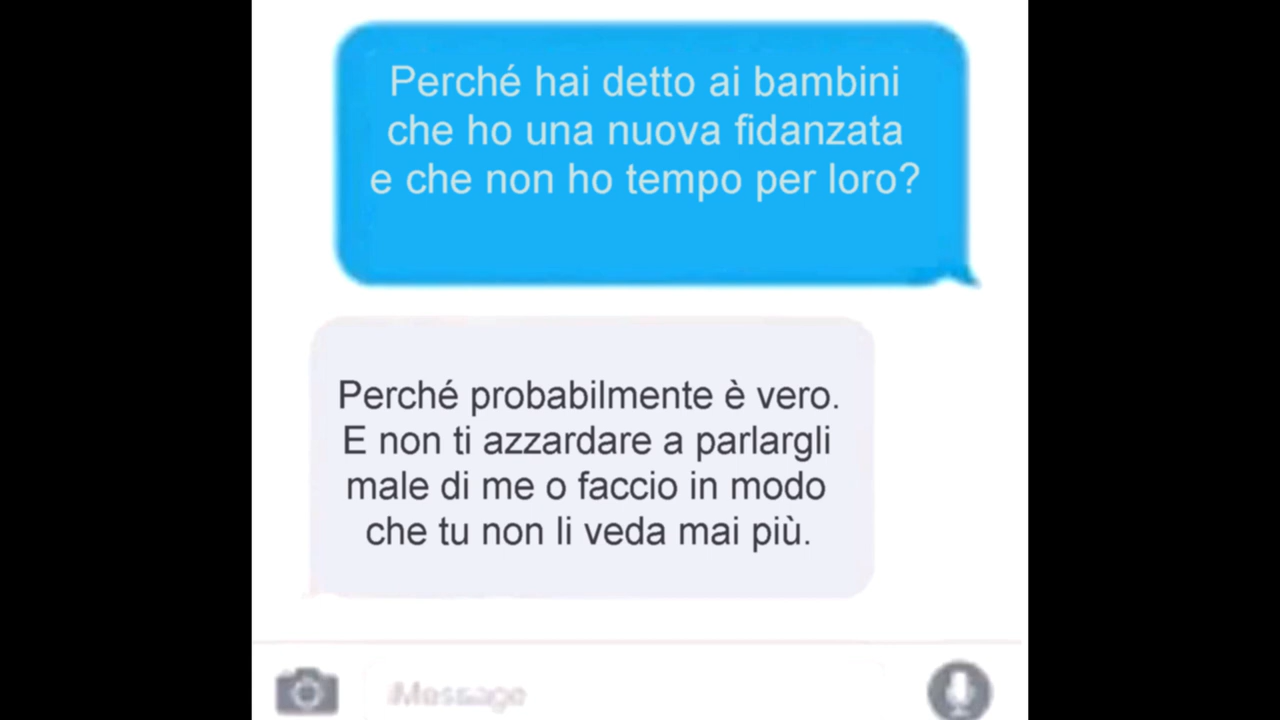 Perché hai detto ai bambini
che ho una nuova fidanzata
e che non ho tempo per loro?
Perché probabilmente è vero.
E non ti azzardare a parlargli
male di me o faccio in modo
che tu non li veda mai più.
iMessage